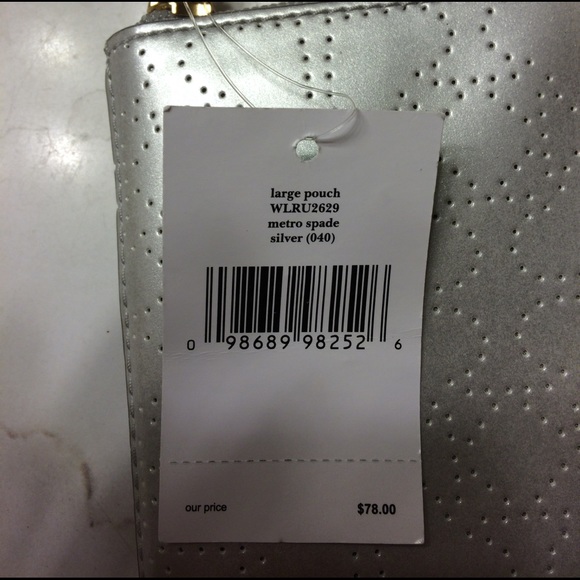 large pouch
WLRU2629
metro spade
silver (040)
0 98689 98252 6
our price $78.00